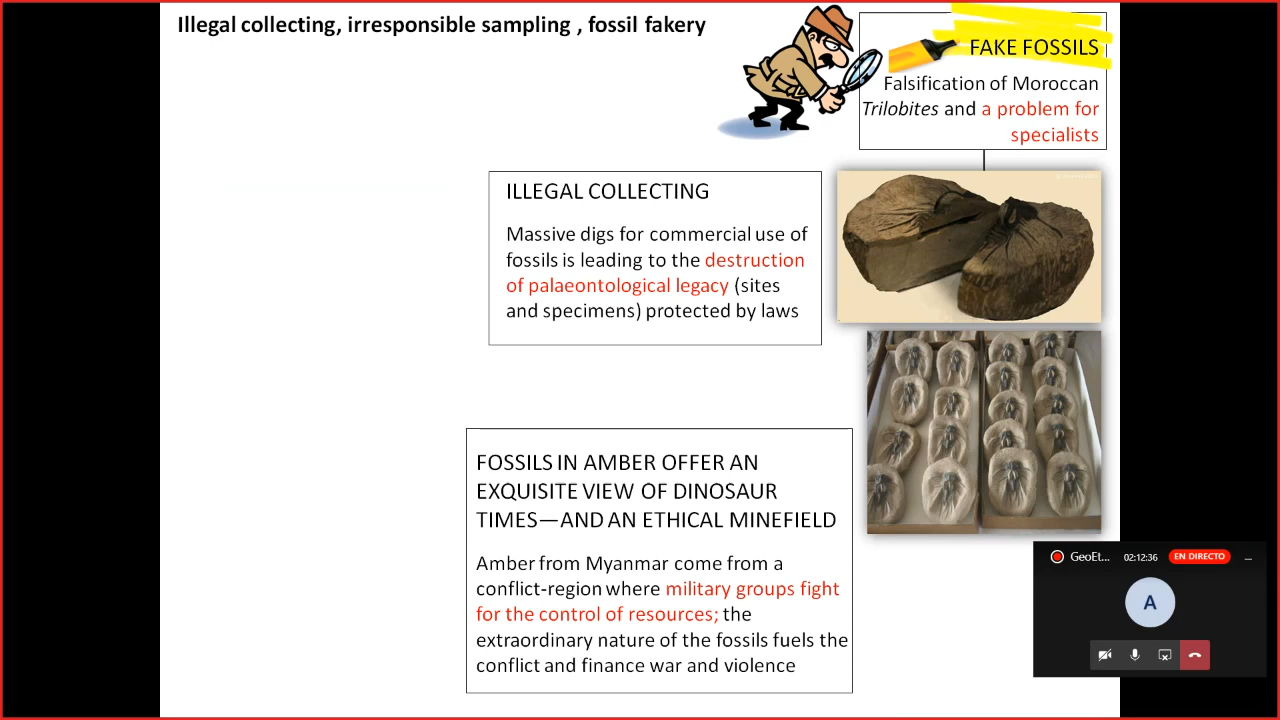 Illegal collecting, irresponsible sampling , fossil fakery
FAKE FOSSILS
Falsification of Moroccan
Trilobites and a problem for
specialists
ILLEGAL COLLECTING
Massive digs for commercial use of
fossils is leading to the destruction
of palaeontological legacy (sites
and specimens) protected by laws
FOSSILS IN AMBER OFFER AN
EXQUISITE VIEW OF DINOSAUR
TIMES—AND AN ETHICAL MINEFIELD
Amber from Myanmar come from a
conflict-region where military groups fight
for the control of resources; the
extraordinary nature of the fossils fuels the
conflict and finance war and violence
GeoEt... 02:12:36 EN DIRECTO
A